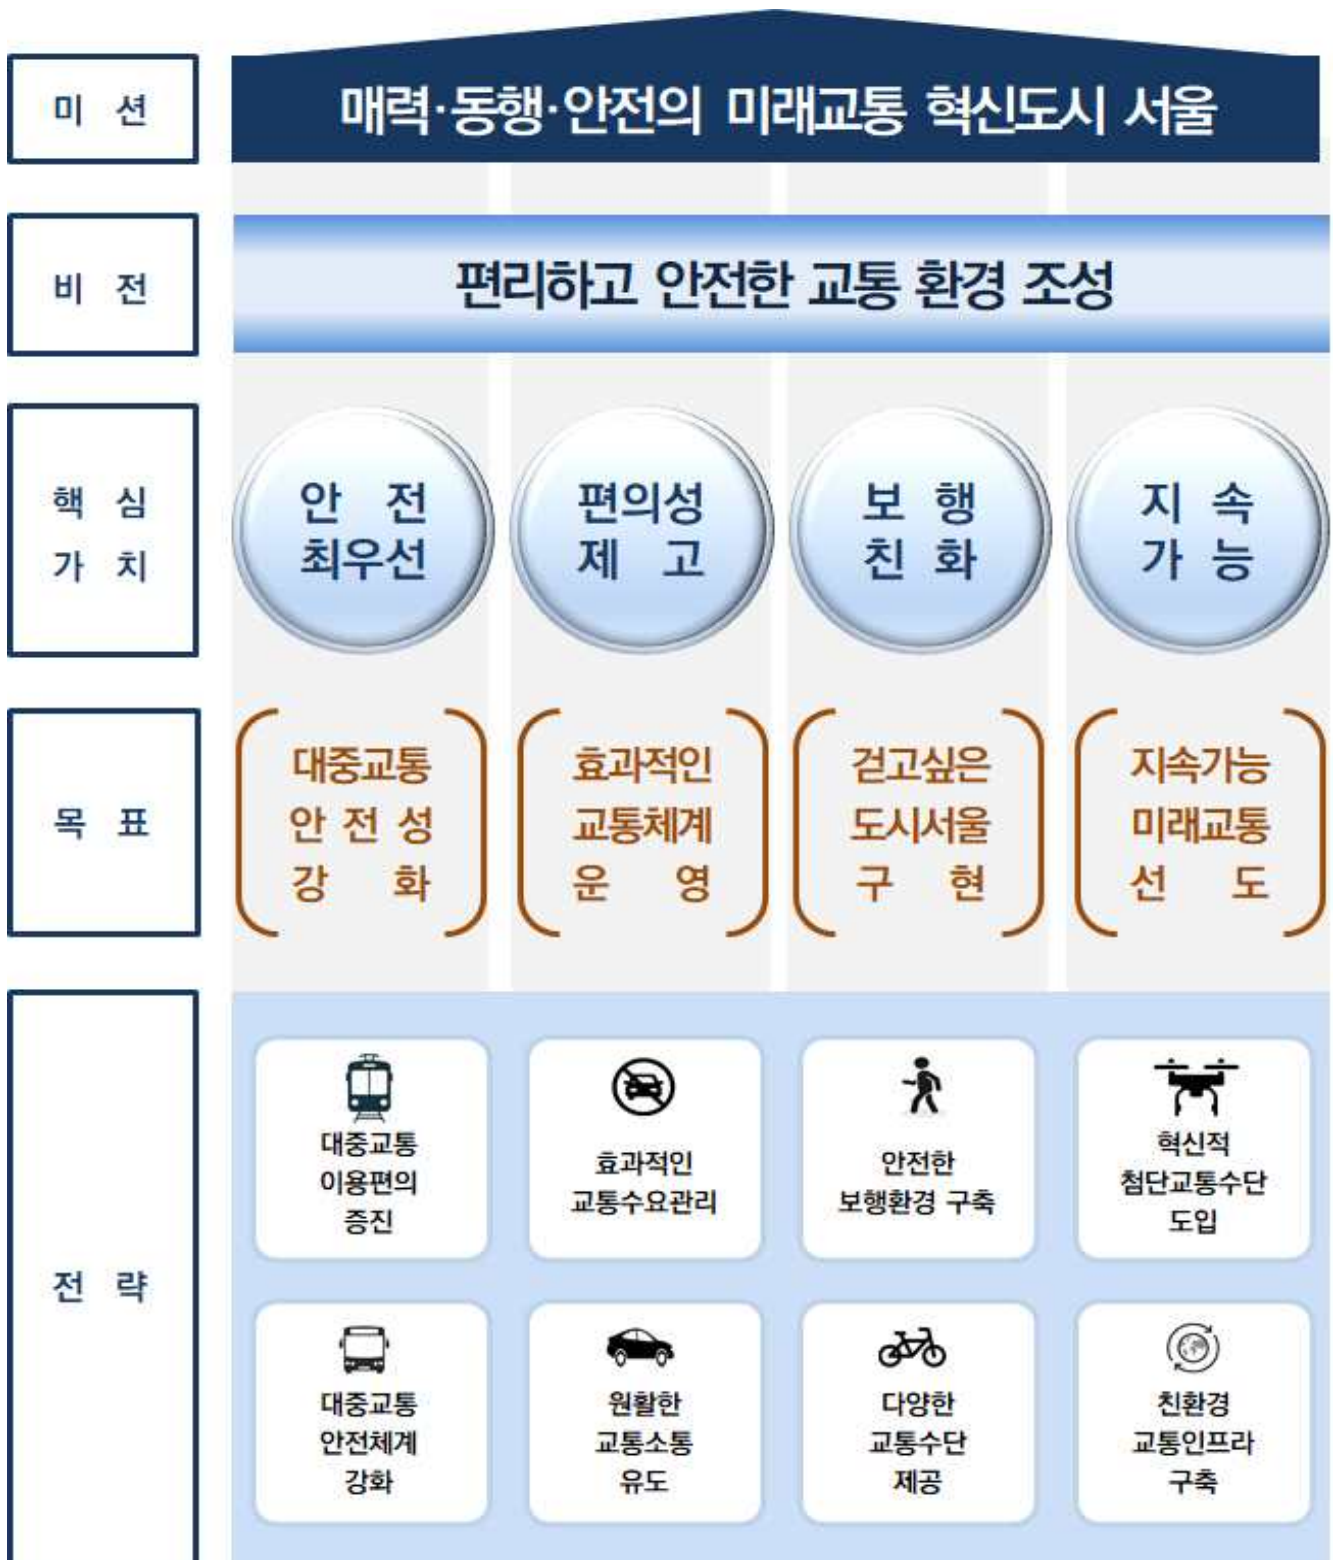 미 션
매력·동행·안전의 미래교통 혁신도시 서울
비 전
편리하고 안전한 교통 환경 조성
핵 심
가 치
안 전
최우선
편의성
제 고
보 행
친 화
지 속
가 능
목 표
대중교통
안 전 성
강 화
효과적인
교통체계
운 영
걷고싶은
도시서울
구 현
지속가능
미래교통
선 도
전 략
대중교통
이용편의
증진
효과적인
교통수요관리
안전한
보행환경 구축
혁신적
첨단교통수단
도입
대중교통
안전체계
강화
원활한
교통소통
유도
다양한
교통수단
제공
친환경
교통인프라
구축